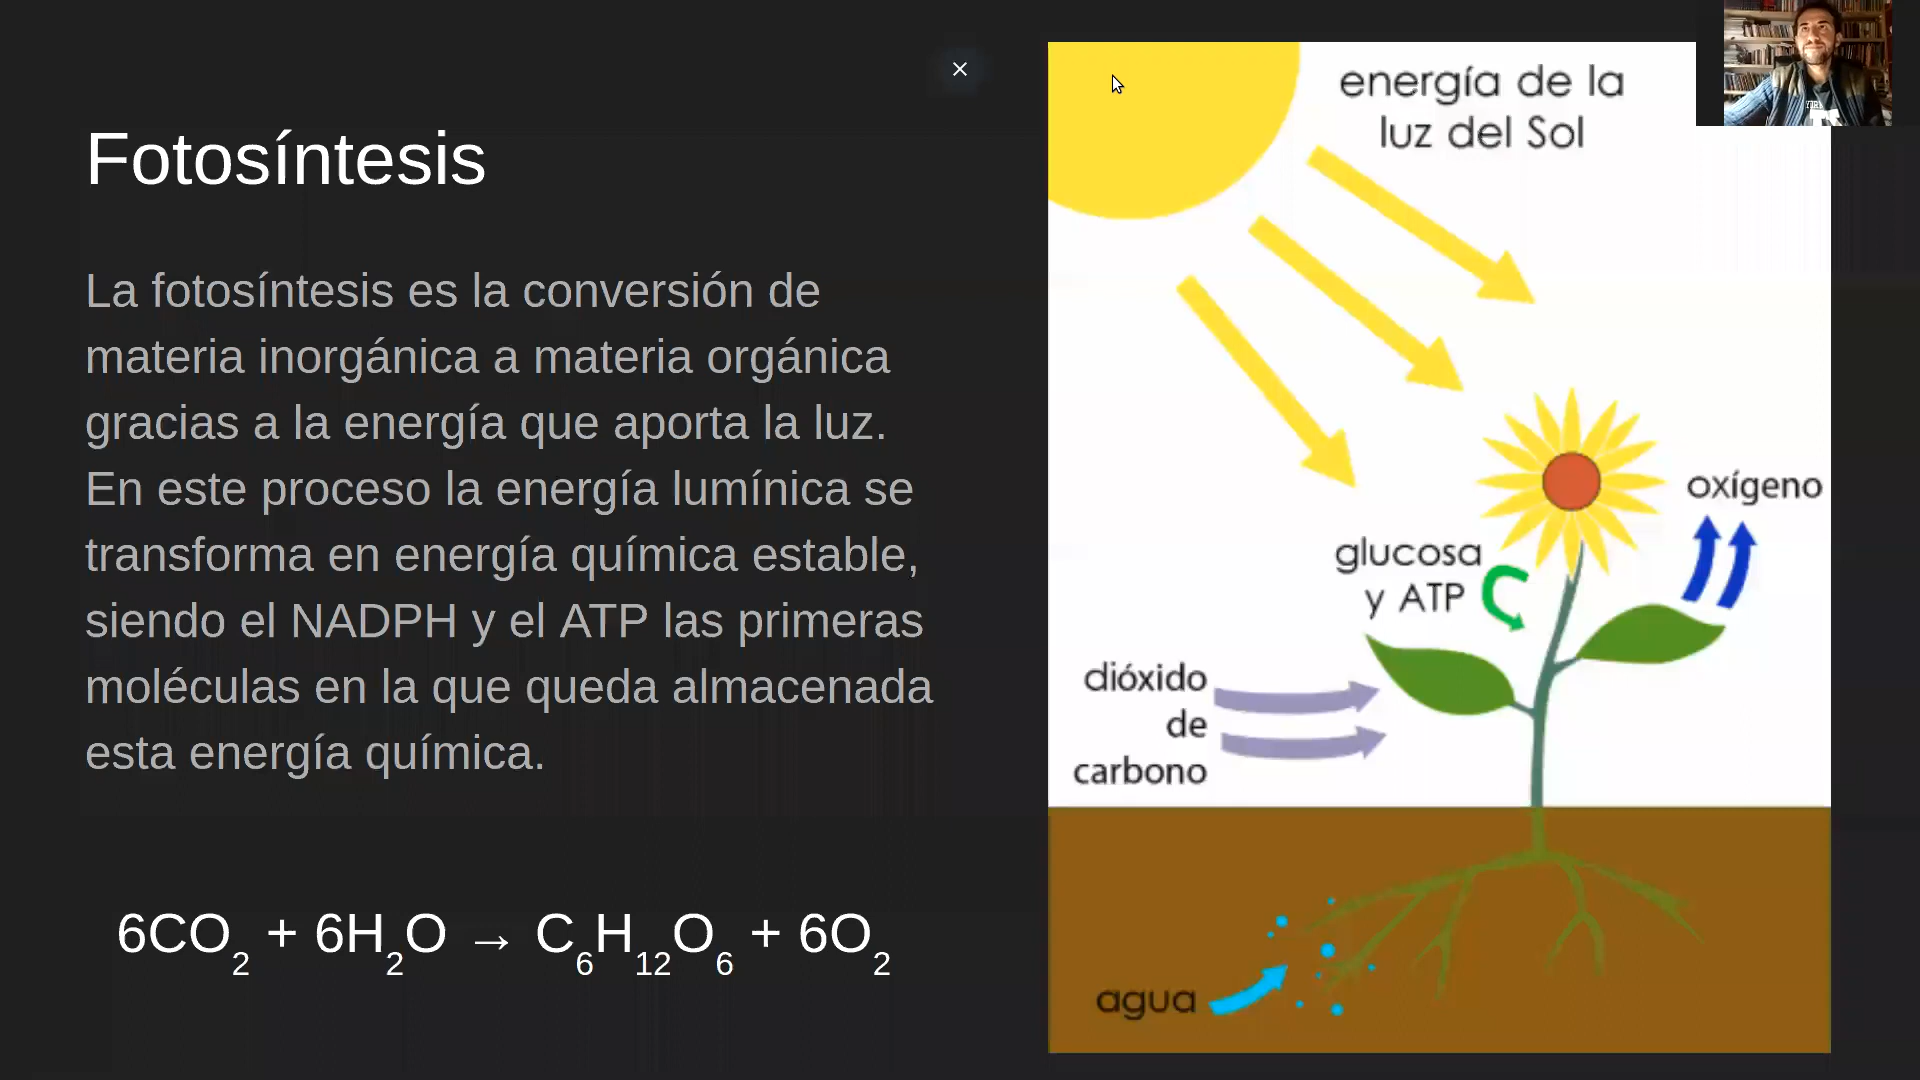 Fotosíntesis
La fotosíntesis es la conversión de
materia inorgánica a materia orgánica
gracias a la energía que aporta la luz.
En este proceso la energía lumínica se
transforma en energía química estable,
siendo el NADPH y el ATP las primeras
moléculas en la que queda almacenada
esta energía química.
6CO₂ + 6H₂O → C₆H₁₂O₆ + 6O₂
energía de la
luz del Sol
oxígeno
glucosa
y ATP
dióxido
de
carbono
agua